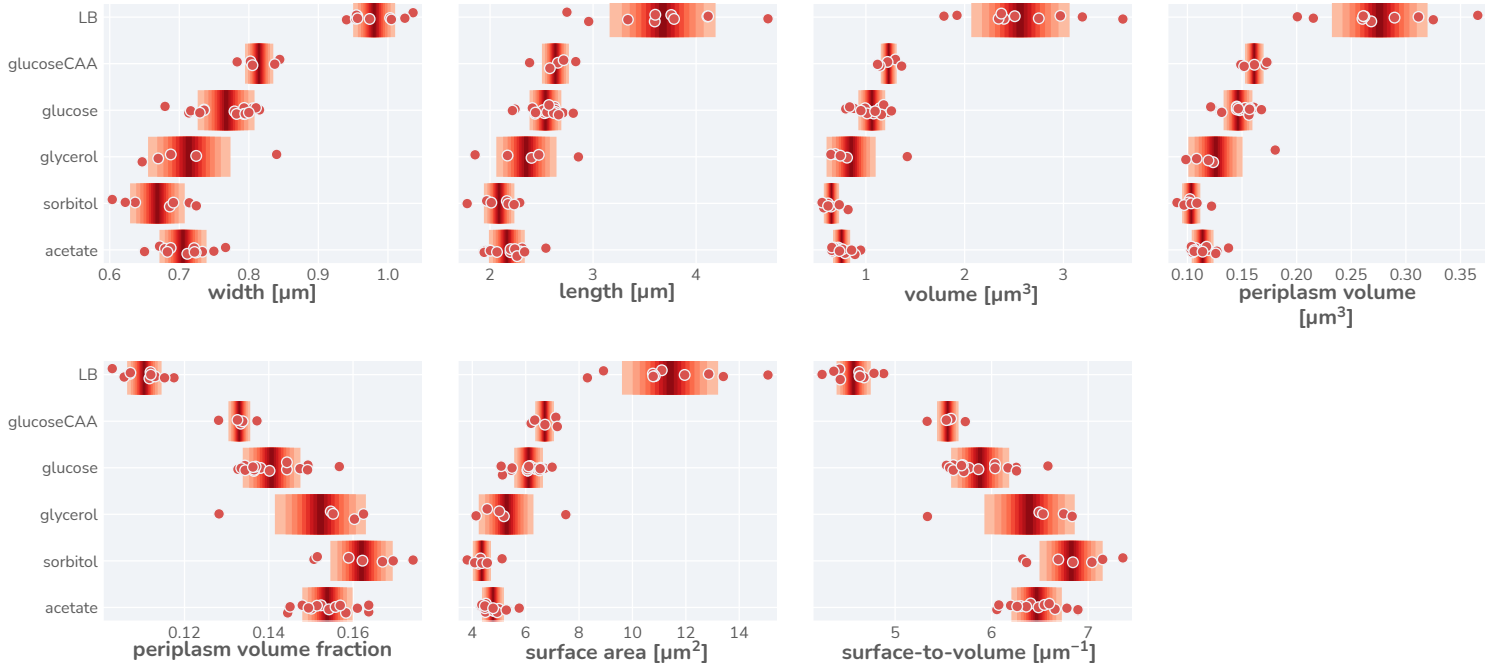 LB
glucoseCAA
glucose
glycerol
sorbitol
acetate
0.6 0.7 0.8 0.9 1.0
width [µm]
2 3 4
length [µm]
1 2 3
volume [µm³]
0.10 0.15 0.20 0.25 0.30 0.35
periplasm volume
[µm³]
LB
glucoseCAA
glucose
glycerol
sorbitol
acetate
0.12 0.14 0.16
periplasm volume fraction
4 6 8 10 12 14
surface area [µm²]
5 6 7
surface-to-volume [µm⁻¹]